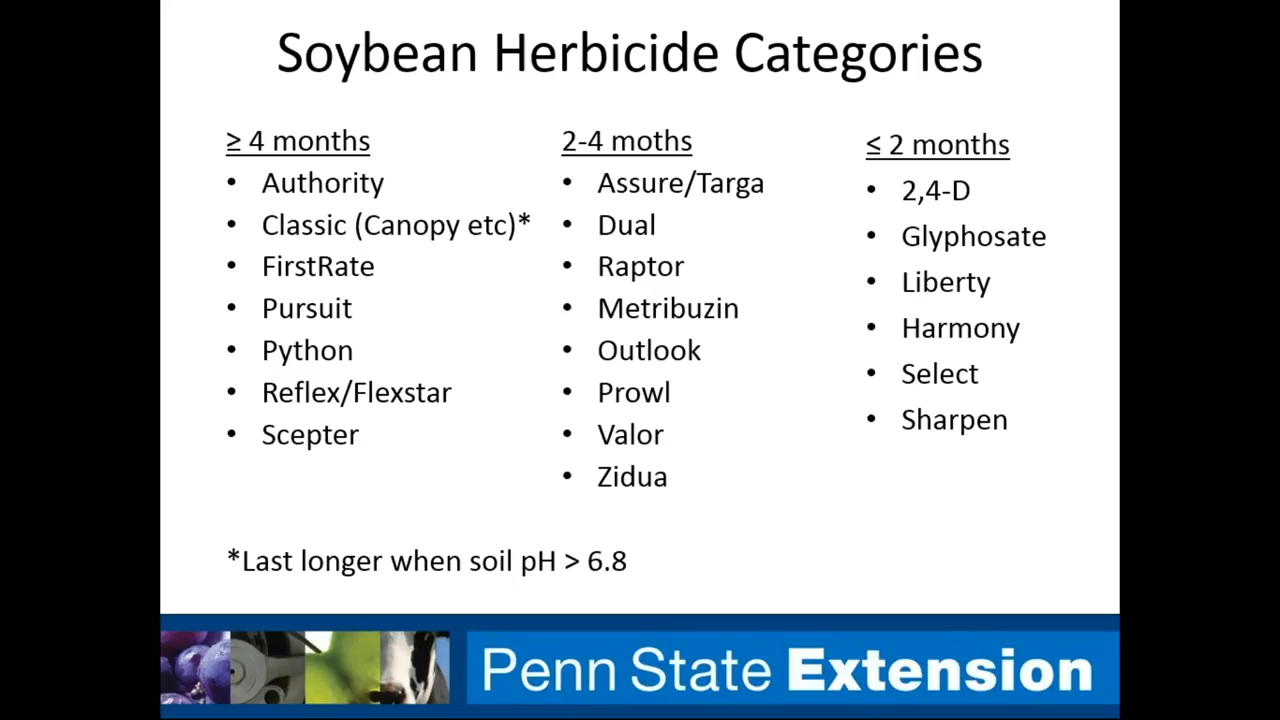 Soybean Herbicide Categories
≥ 4 months
• Authority
• Classic (Canopy etc)*
• FirstRate
• Pursuit
• Python
• Reflex/Flexstar
• Scepter
2-4 moths
• Assure/Targa
• Dual
• Raptor
• Metribuzin
• Outlook
• Prowl
• Valor
• Zidua
≤ 2 months
• 2,4-D
• Glyphosate
• Liberty
• Harmony
• Select
• Sharpen
*Last longer when soil pH > 6.8
Penn State Extension